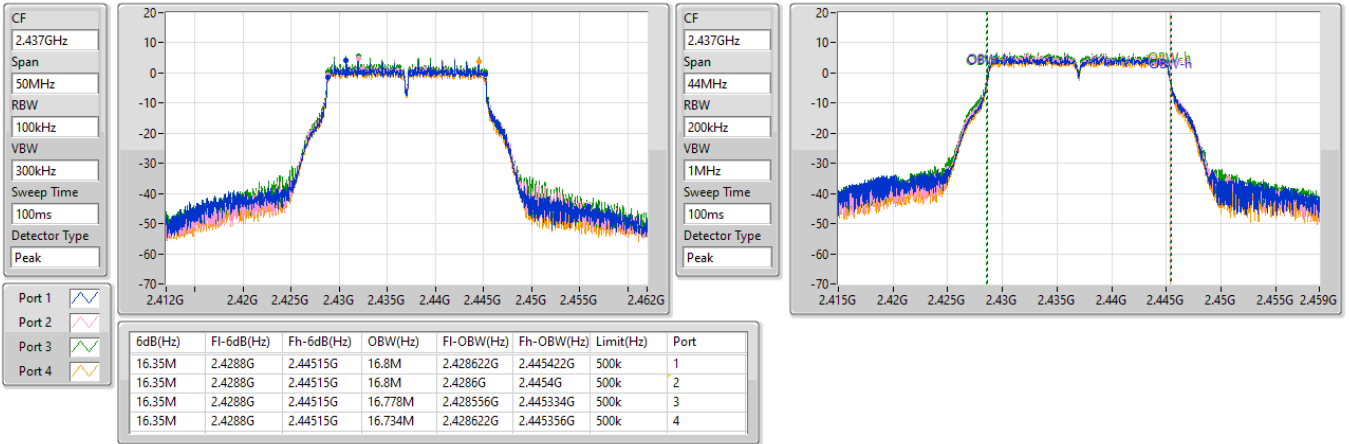 CF
2.437GHz
Span
50MHz
RBW
100kHz
VBW
300kHz
Sweep Time
100ms
Detector Type
Peak
20-
10-
0-
-10-
-20-
-30-
-40-
-50-
-60-
-70-
2.412G 2.42G 2.425G 2.43G 2.435G 2.44G 2.445G 2.45G 2.455G 2.462G
CF
2.437GHz
Span
44MHz
RBW
200kHz
VBW
1MHz
Sweep Time
100ms
Detector Type
Peak
20-
10-
0-
-10-
-20-
-30-
-40-
-50-
-60-
-70-
OBW-h
2.415G 2.42G 2.425G 2.43G 2.435G 2.44G 2.445G 2.45G 2.455G 2.459G
Port 1
Port 2
Port 3
Port 4
6dB(Hz) Fl-6dB(Hz) Fh-6dB(Hz) OBW(Hz) Fl-OBW(Hz) Fh-OBW(Hz) Limit(Hz) Port
16.35M 2.4288G 2.44515G 16.8M 2.428622G 2.445422G 500k 1
16.35M 2.4288G 2.44515G 16.8M 2.4286G 2.4454G 500k 2
16.35M 2.4288G 2.44515G 16.778M 2.428556G 2.445334G 500k 3
16.35M 2.4288G 2.44515G 16.734M 2.428622G 2.445356G 500k 4